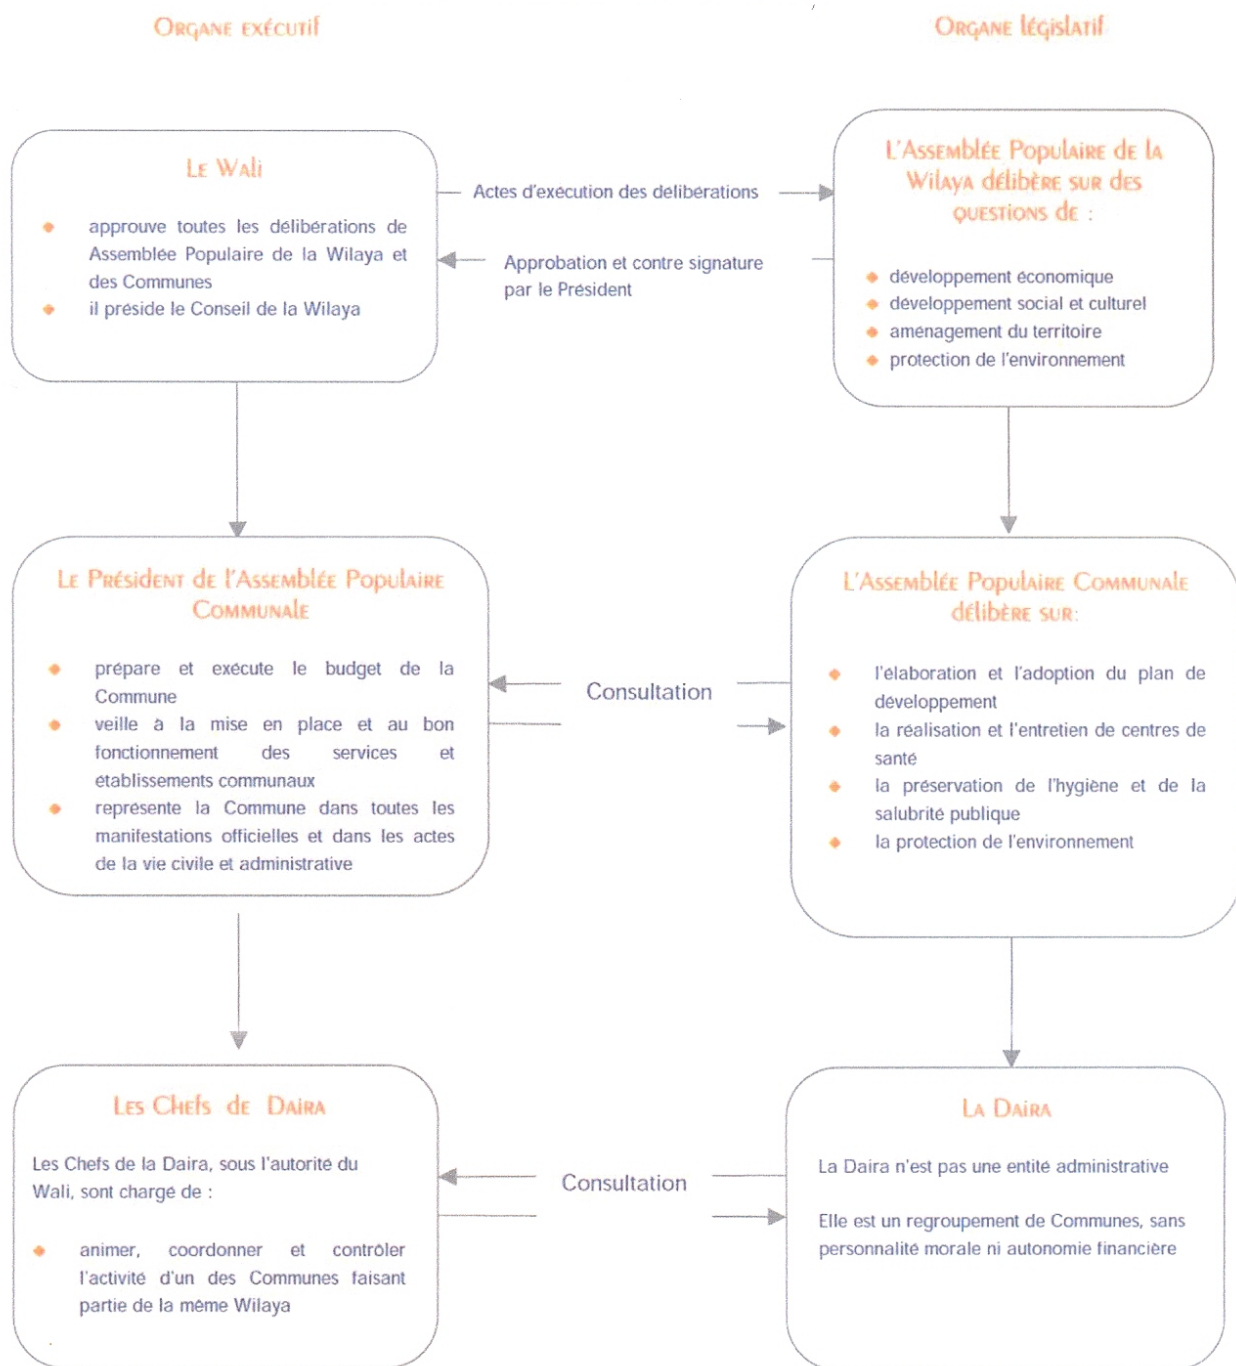 Organe exécutif
Organe législatif
Le Wali
approuve toutes les délibérations de
Assemblée Populaire de la Wilaya et
des Communes
il préside le Conseil de la Wilaya
Actes d'exécution des délibérations
Approbation et contre signature
par le Président
L'Assemblée Populaire de la
Wilaya délibère sur des
questions de :
développement économique
développement social et culturel
aménagement du territoire
protection de l'environnement
Le Président de l'Assemblée Populaire
Communale
prépare et exécute le budget de la
Commune
veille à la mise en place et au bon
fonctionnement des services et
établissements communaux
représente la Commune dans toutes les
manifestations officielles et dans les actes
de la vie civile et administrative
Consultation
L'Assemblée Populaire Communale
délibère sur:
l'élaboration et l'adoption du plan de
développement
la réalisation et l'entretien de centres de
santé
la préservation de l'hygiène et de la
salubrité publique
la protection de l'environnement
Les Chefs de Daira
Les Chefs de la Daira, sous l'autorité du
Wali, sont chargé de :
animer, coordonner et contrôler
l'activité d'un des Communes faisant
partie de la même Wilaya
Consultation
La Daira
La Daira n'est pas une entité administrative
Elle est un regroupement de Communes, sans
personnalité morale ni autonomie financière